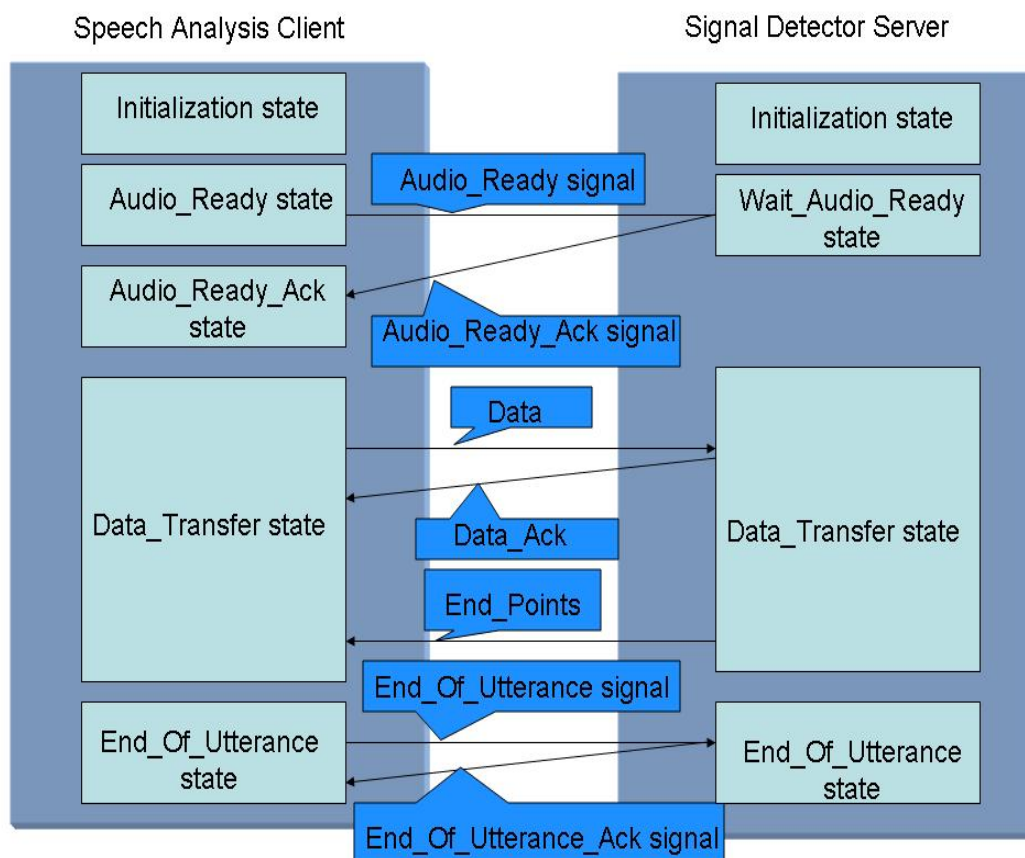 Speech Analysis Client
Signal Detector Server
Initialization state
Initialization state
Audio_Ready state
Audio_Ready signal
Wait_Audio_Ready
state
Audio_Ready_Ack
state
Audio_Ready_Ack signal
Data
Data_Transfer state
Data_Ack
Data_Transfer state
End_Points
End_Of_Utterance signal
End_Of_Utterance
state
End_Of_Utterance
state
End_Of_Utterance_Ack signal